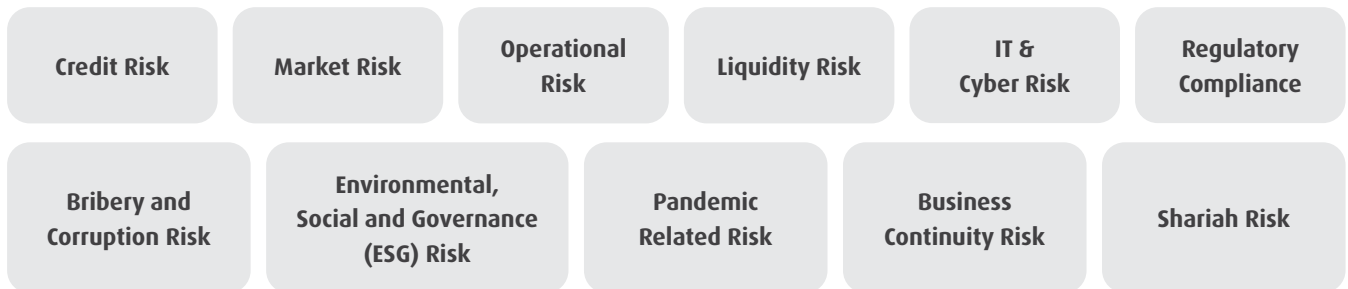 Credit Risk
Market Risk
Operational
Risk
Liquidity Risk
IT &
Cyber Risk
Regulatory
Compliance
Bribery and
Corruption Risk
Environmental,
Social and Governance
(ESG) Risk
Pandemic
Related Risk
Business
Continuity Risk
Shariah Risk